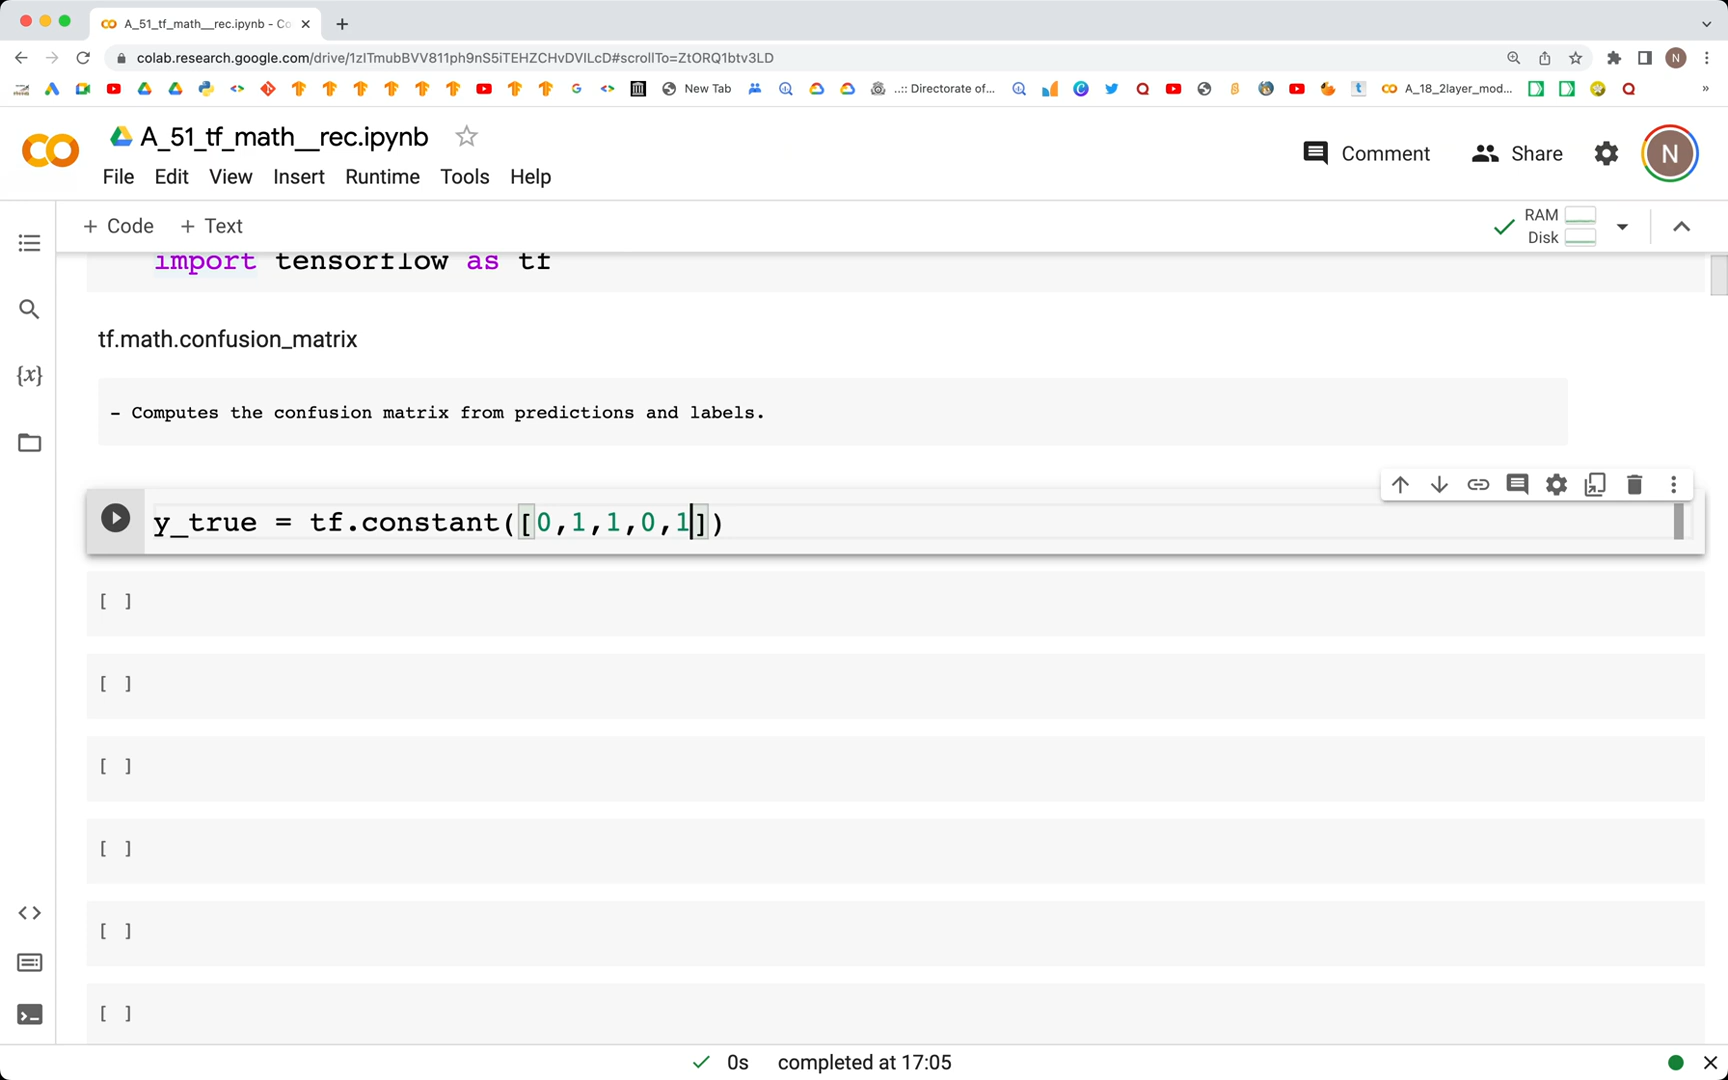 A_51_tf_math__rec.ipynb - Co
colab.research.google.com/drive/1zITmubBVV811ph9nS5iTEHZCHvDVILcD#scrollTo=ZtORQ1btv3LD
N
New Tab
..:: Directorate of...
A_18_2layer_mod...
»
A_51_tf_math__rec.ipynb
File Edit View Insert Runtime Tools Help
Comment
Share
N
+ Code + Text
RAM
Disk
import tensorflow as tf
tf.math.confusion_matrix
- Computes the confusion matrix from predictions and labels.
y_true = tf.constant([0,1,1,0,1])
[ ]
[ ]
[ ]
[ ]
[ ]
[ ]
0s completed at 17:05